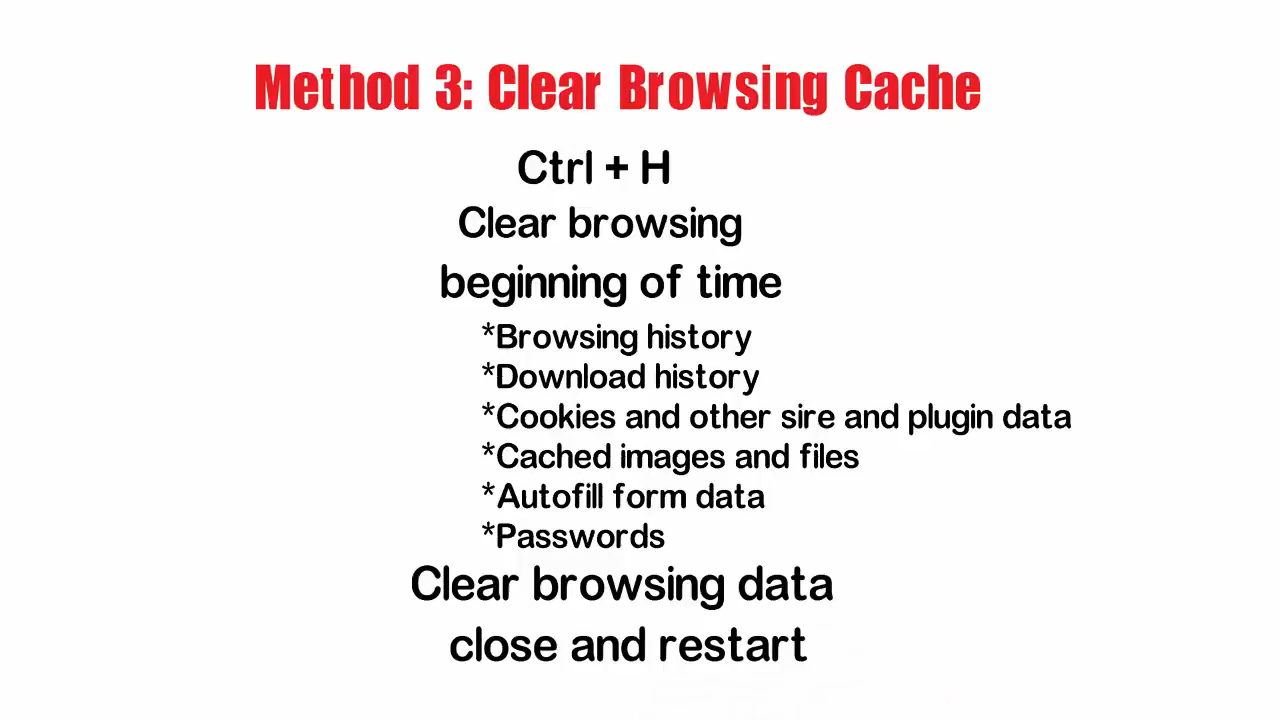 Method 3: Clear Browsing Cache
Ctrl + H
Clear browsing
beginning of time
*Browsing history
*Download history
*Cookies and other sire and plugin data
*Cached images and files
*Autofill form data
*Passwords
Clear browsing data
close and restart